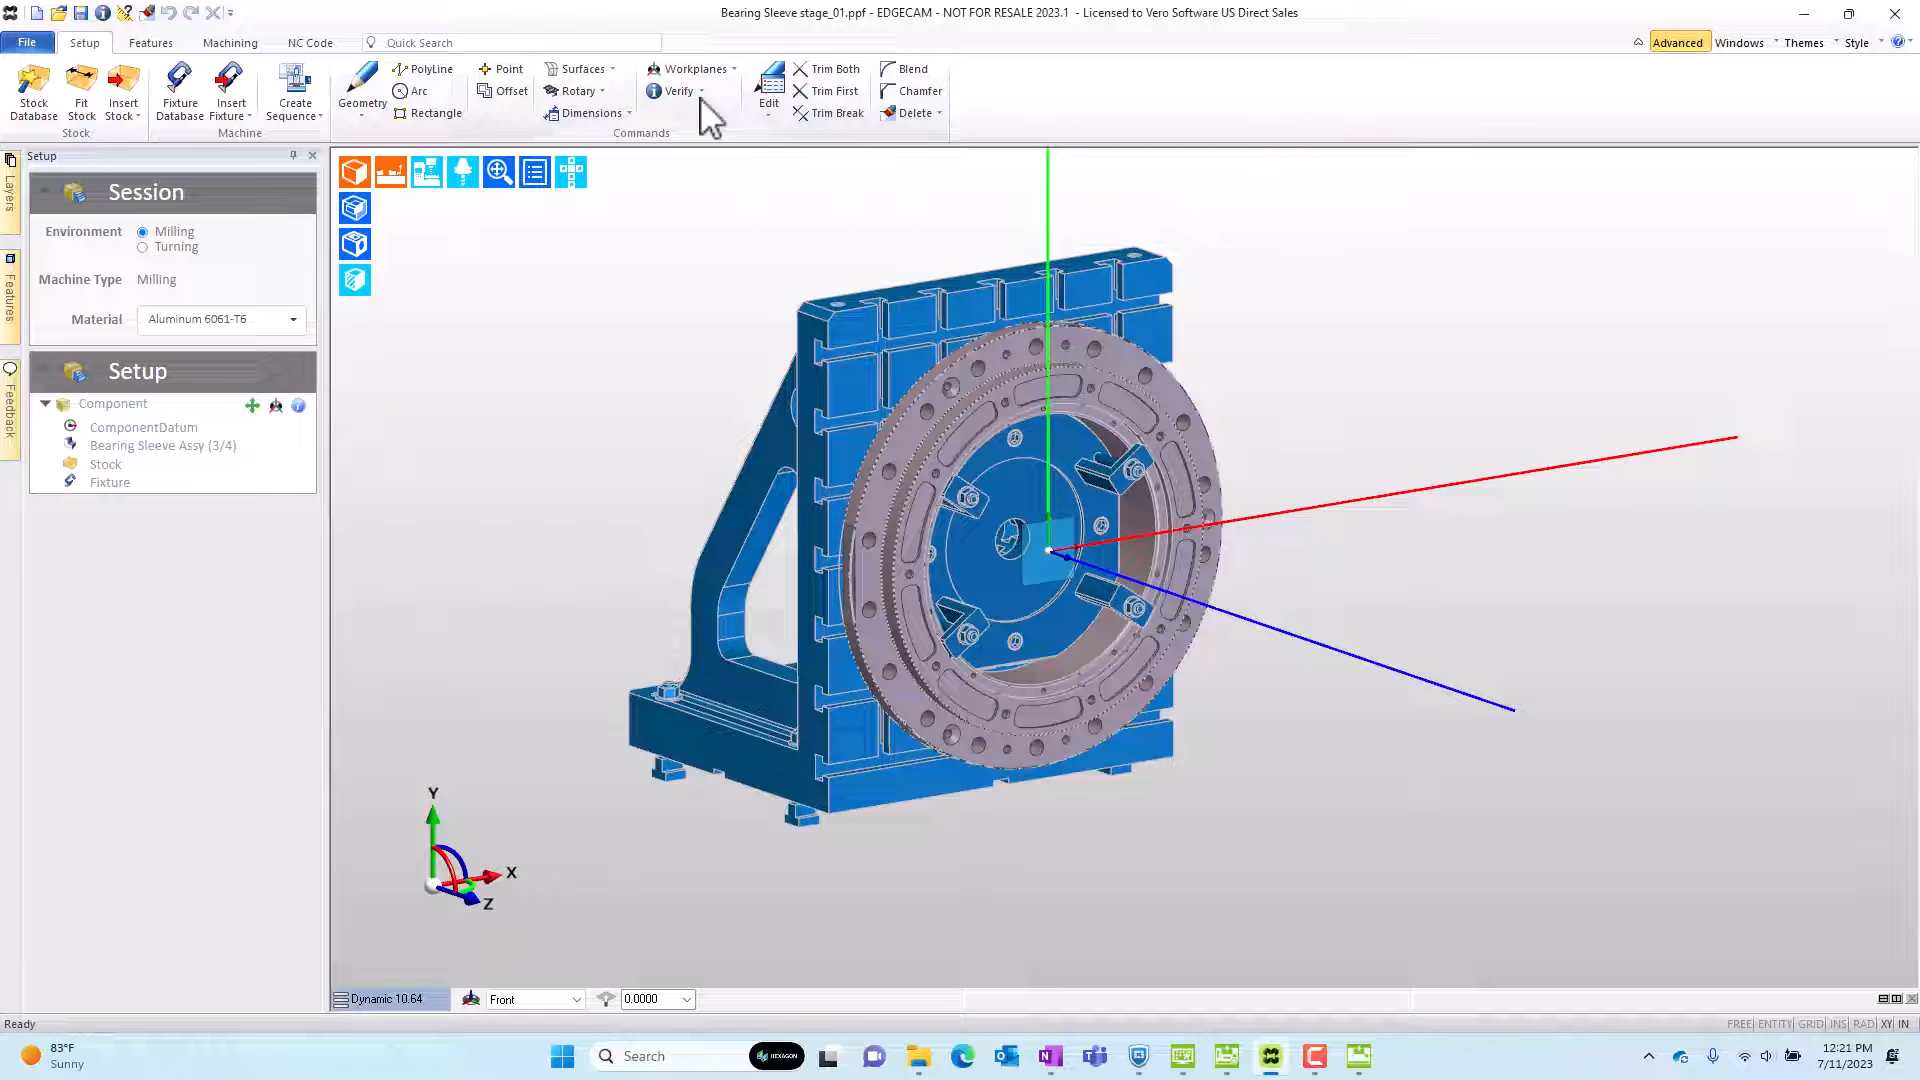 Bearing Sleeve stage_01.ppf - EDGECAM - NOT FOR RESALE 2023.1 - Licensed to Vero Software US Direct Sales
File Setup Features Machining NC Code Quick Search Advanced Windows Themes Style
Stock Database
Fit Stock
Insert Stock
Stock
Fixture Database
Insert Fixture
Machine
Create Sequence
Geometry
PolyLine
Arc
Rectangle
Point
Offset
Surfaces
Rotary
Dimensions
Workplanes
Verify
Commands
Edit
Trim Both
Trim First
Trim Break
Blend
Chamfer
Delete
Layers
Features
Feedback
Setup
Session
Environment Milling
Turning
Machine Type Milling
Material Aluminum 6061-T6
Setup
Component
ComponentDatum
Bearing Sleeve Assy (3/4)
Stock
Fixture
Y
X
Z
Dynamic 10.64 Front 0.0000
Ready FREE ENTITY GRID INS RAD XY IN
83°F
Sunny
Search
HEXAGON
12:21 PM
7/11/2023